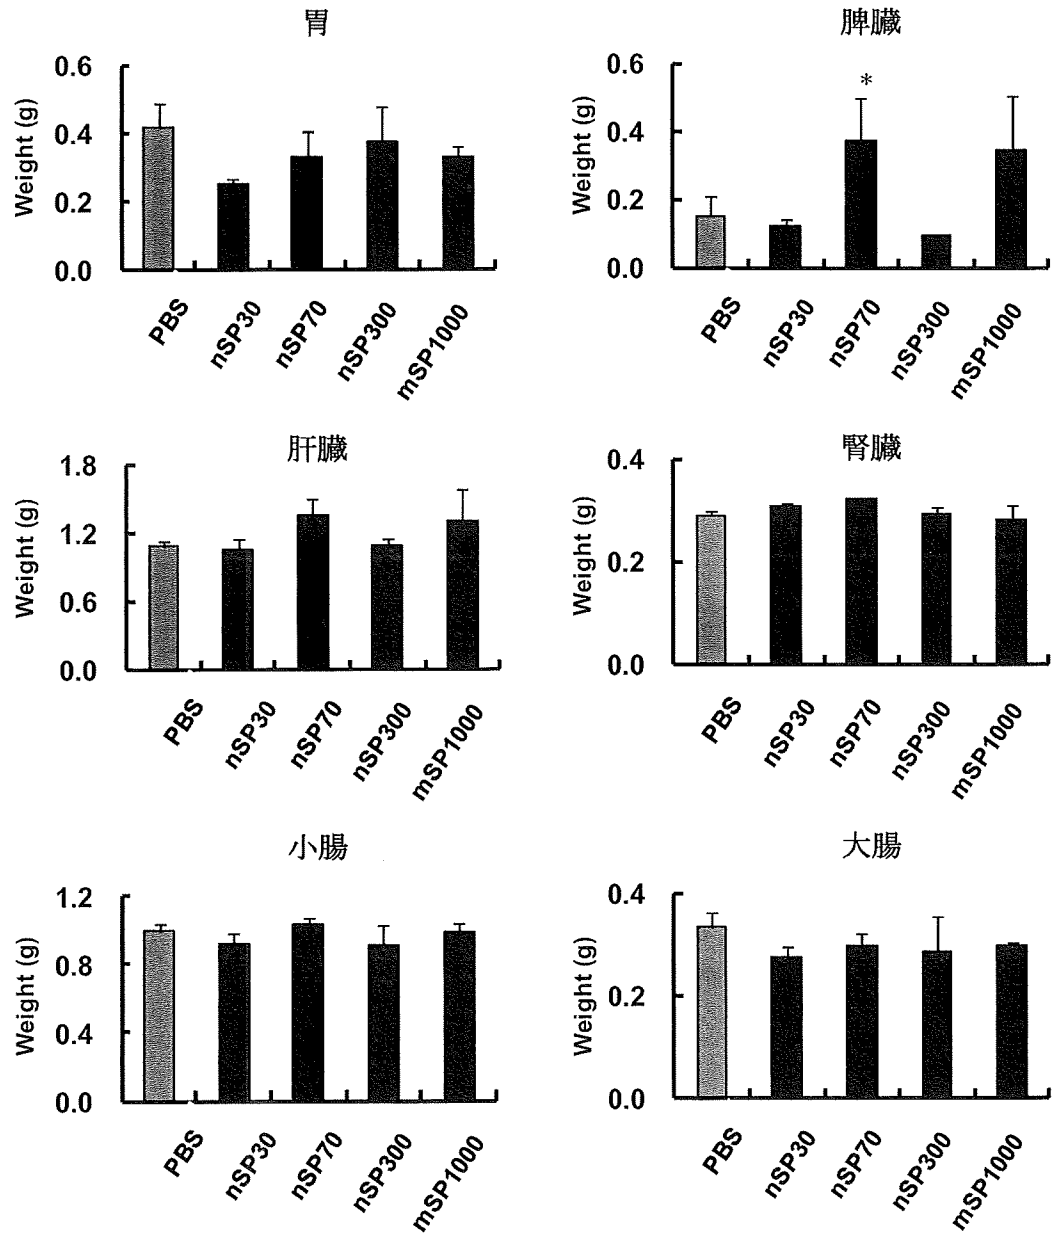 胃
Weight (g)
0.6
0.4
0.2
0.0
PBS
nSP30
nSP70
nSP300
mSP1000
脾臓
Weight (g)
0.6
0.4
0.2
0.0
*
PBS
nSP30
nSP70
nSP300
mSP1000
肝臓
Weight (g)
1.8
1.2
0.6
0.0
PBS
nSP30
nSP70
nSP300
mSP1000
腎臓
Weight (g)
0.4
0.2
0.0
PBS
nSP30
nSP70
nSP300
mSP1000
小腸
Weight (g)
1.2
0.8
0.4
0.0
PBS
nSP30
nSP70
nSP300
mSP1000
大腸
Weight (g)
0.4
0.2
0.0
PBS
nSP30
nSP70
nSP300
mSP1000